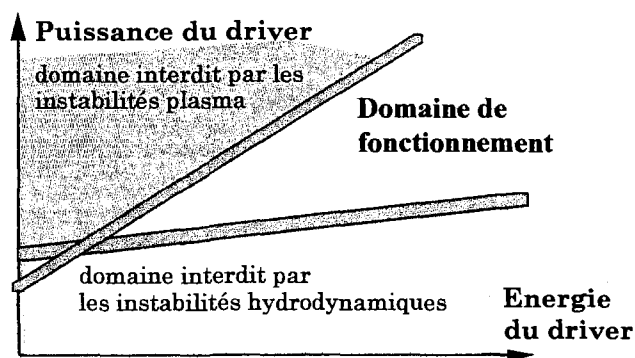 Puissance du driver
domaine interdit par les
instabilités plasma
Domaine de
fonctionnement
domaine interdit par
les instabilités hydrodynamiques
Energie
du driver